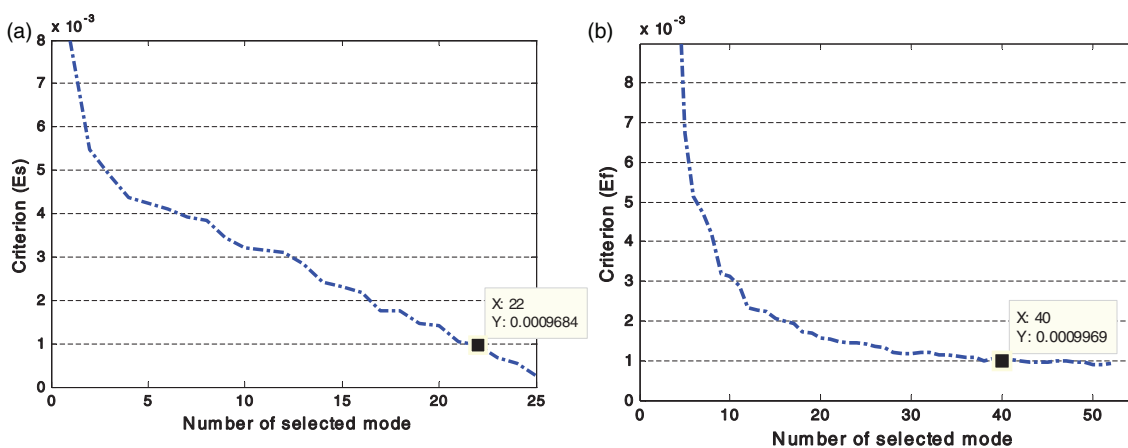 (a)
x 10⁻³
8
7
6
5
4
3
2
1
0
Criterion (Es)
X: 22
Y: 0.0009684
0 5 10 15 20 25
Number of selected mode
(b)
x 10⁻³
8
7
6
5
4
3
2
1
0
Criterion (Ef)
X: 40
Y: 0.0009969
0 10 20 30 40 50
Number of selected mode